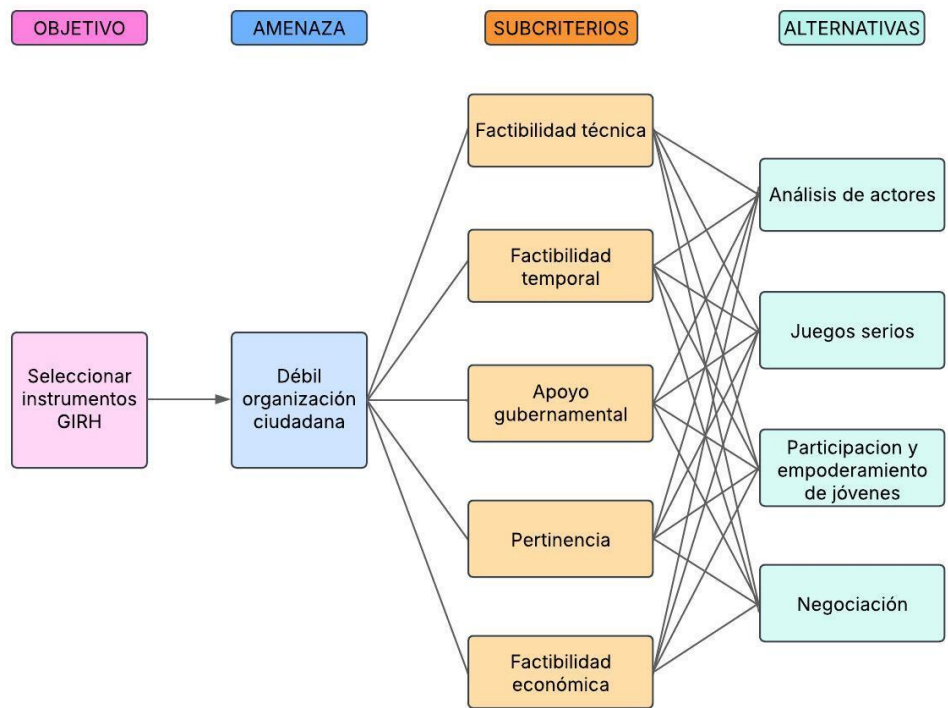 OBJETIVO
AMENAZA
SUBCRITERIOS
ALTERNATIVAS
Seleccionar
instrumentos
GIRH
Débil
organización
ciudadana
Factibilidad técnica
Factibilidad
temporal
Apoyo
gubernamental
Pertinencia
Factibilidad
económica
Análisis de actores
Juegos serios
Participacion y
empoderamiento
de jóvenes
Negociación